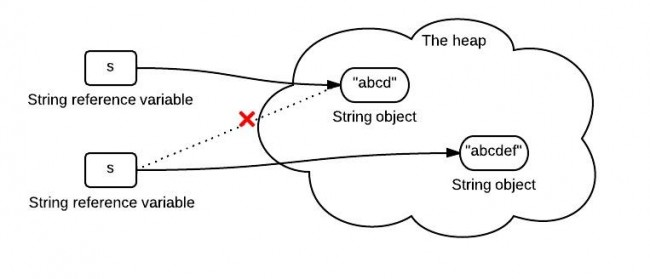 The heap
s
"abcd"
String reference variable
String object
s
"abcdef"
String object
String reference variable